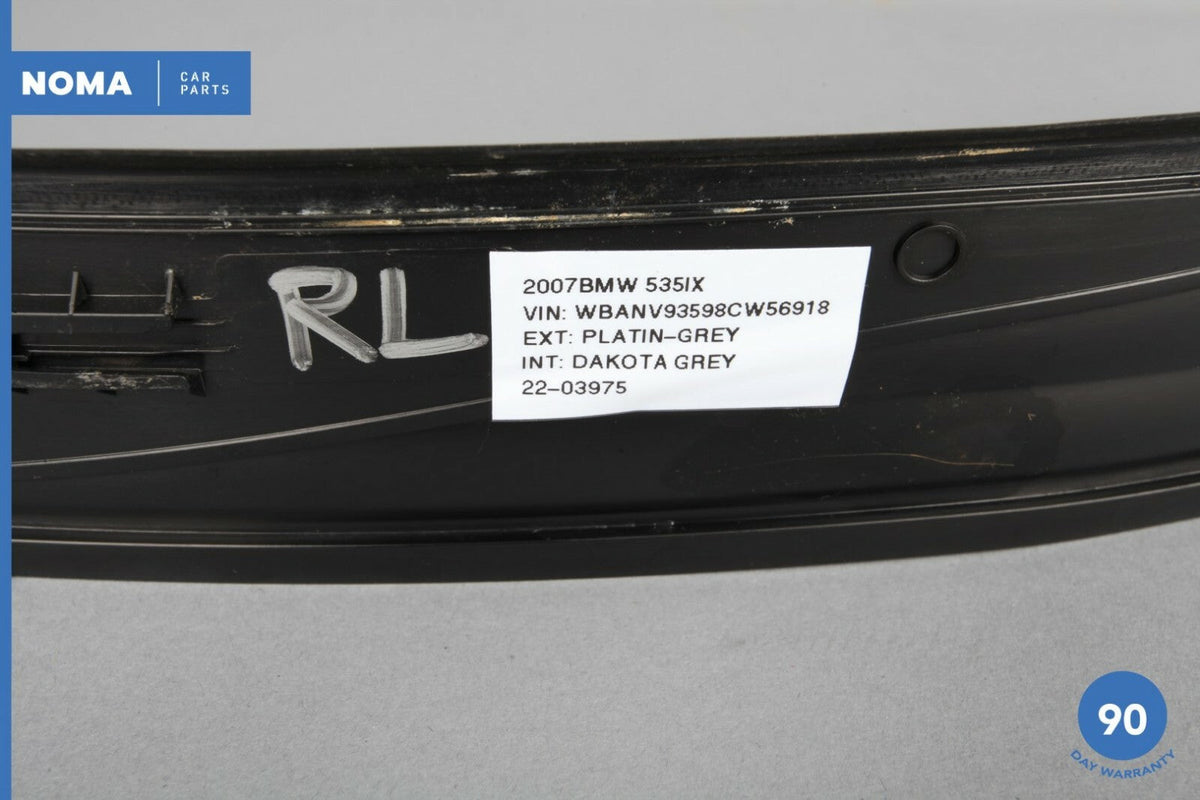 NOMA
CAR
PARTS
RL
2007BMW 535IX
VIN: WBANV93598CW56918
EXT: PLATIN-GREY
INT: DAKOTA GREY
22-03975
90
DAY WARRANTY